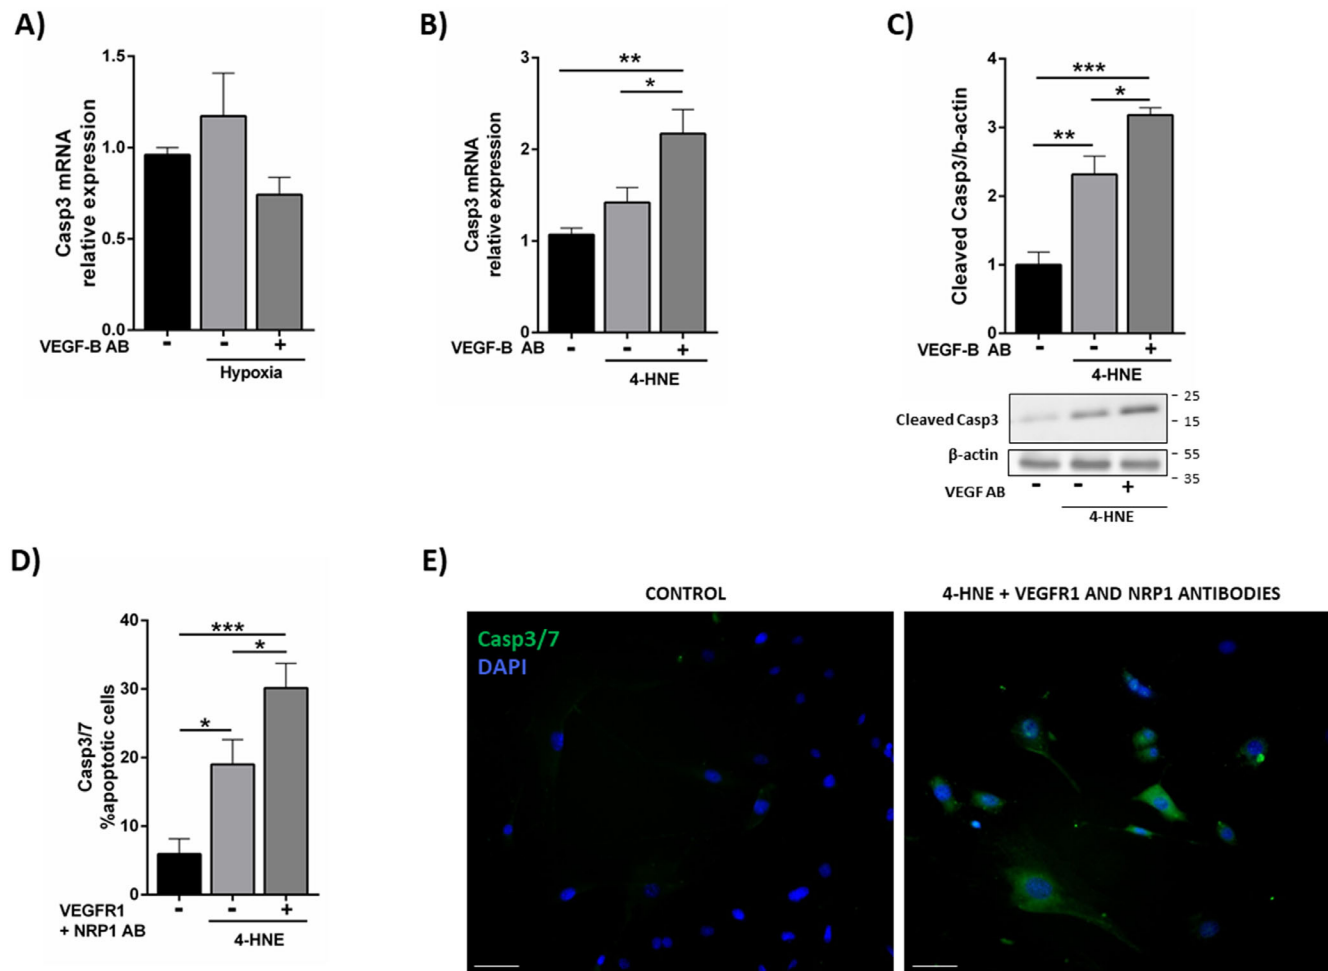 A)
1.5
1.0
0.5
0.0
Casp3 mRNA
relative expression
VEGF-B AB - - +
Hypoxia
B)
3
2
1
0
Casp3 mRNA
relative expression
**
*
VEGF-B AB - - +
4-HNE
C)
4
3
2
1
0
Cleaved Casp3/b-actin
***
*
**
VEGF-B AB - - +
4-HNE
Cleaved Casp3
- 25
- 15
β-actin
- 55
- 35
VEGF AB - - +
4-HNE
D)
40
30
20
10
0
Casp3/7
%apoptotic cells
***
*
*
VEGFR1
+ NRP1 AB - - +
4-HNE
E)
CONTROL
Casp3/7
DAPI
4-HNE + VEGFR1 AND NRP1 ANTIBODIES